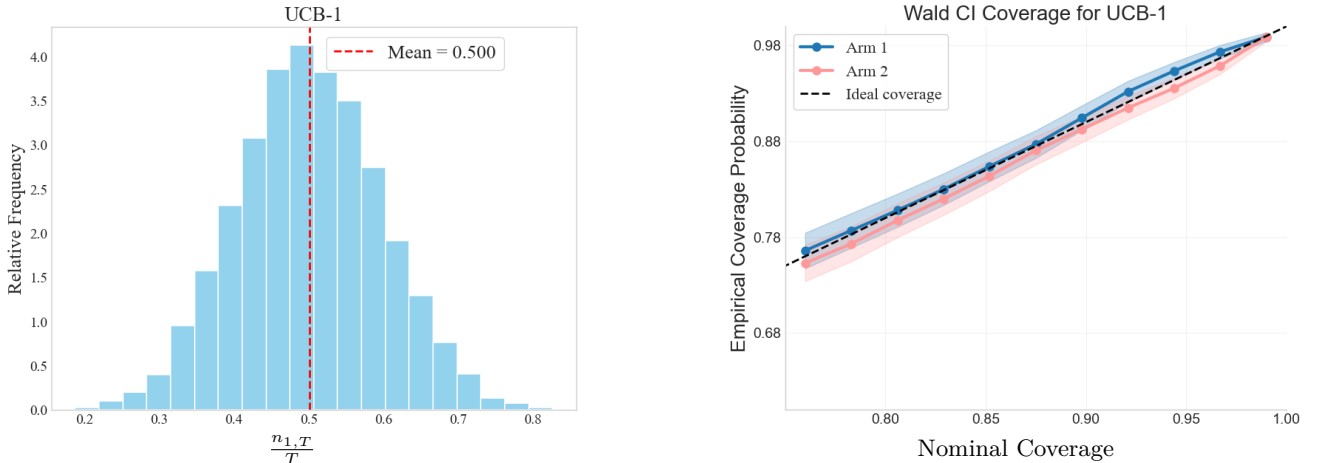 UCB-1
Mean = 0.500
Relative Frequency
4.0
3.5
3.0
2.5
2.0
1.5
1.0
0.5
0.0
0.2 0.3 0.4 0.5 0.6 0.7 0.8
n_{1,T}
T
Wald CI Coverage for UCB-1
Arm 1
Arm 2
Ideal coverage
Empirical Coverage Probability
0.98
0.88
0.78
0.68
0.80 0.85 0.90 0.95 1.00
Nominal Coverage